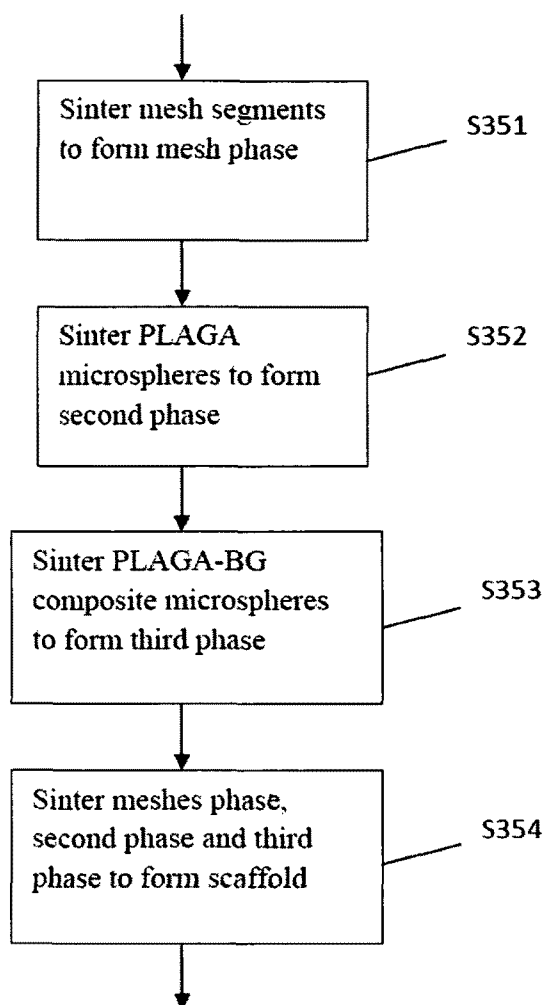 Sinter mesh segments
to form mesh phase
S351
Sinter PLAGA
microspheres to form
second phase
S352
Sinter PLAGA-BG
composite microspheres
to form third phase
S353
Sinter meshes phase,
second phase and third
phase to form scaffold
S354